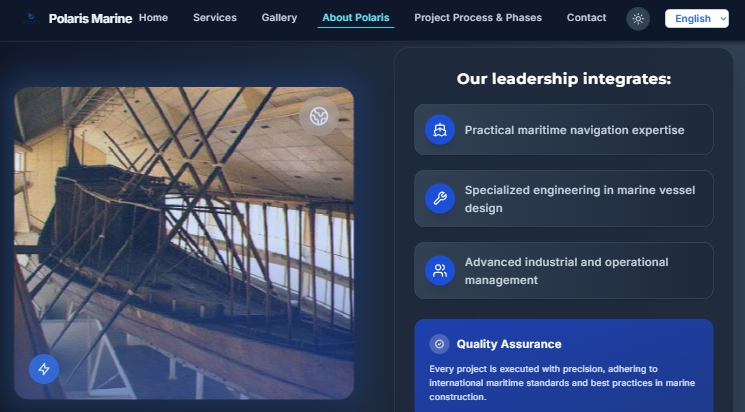 Polaris Marine Home Services Gallery About Polaris Project Process & Phases Contact English
Our leadership integrates:
Practical maritime navigation expertise
Specialized engineering in marine vessel
design
Advanced industrial and operational
management
Quality Assurance
Every project is executed with precision, adhering to
international maritime standards and best practices in marine
construction.